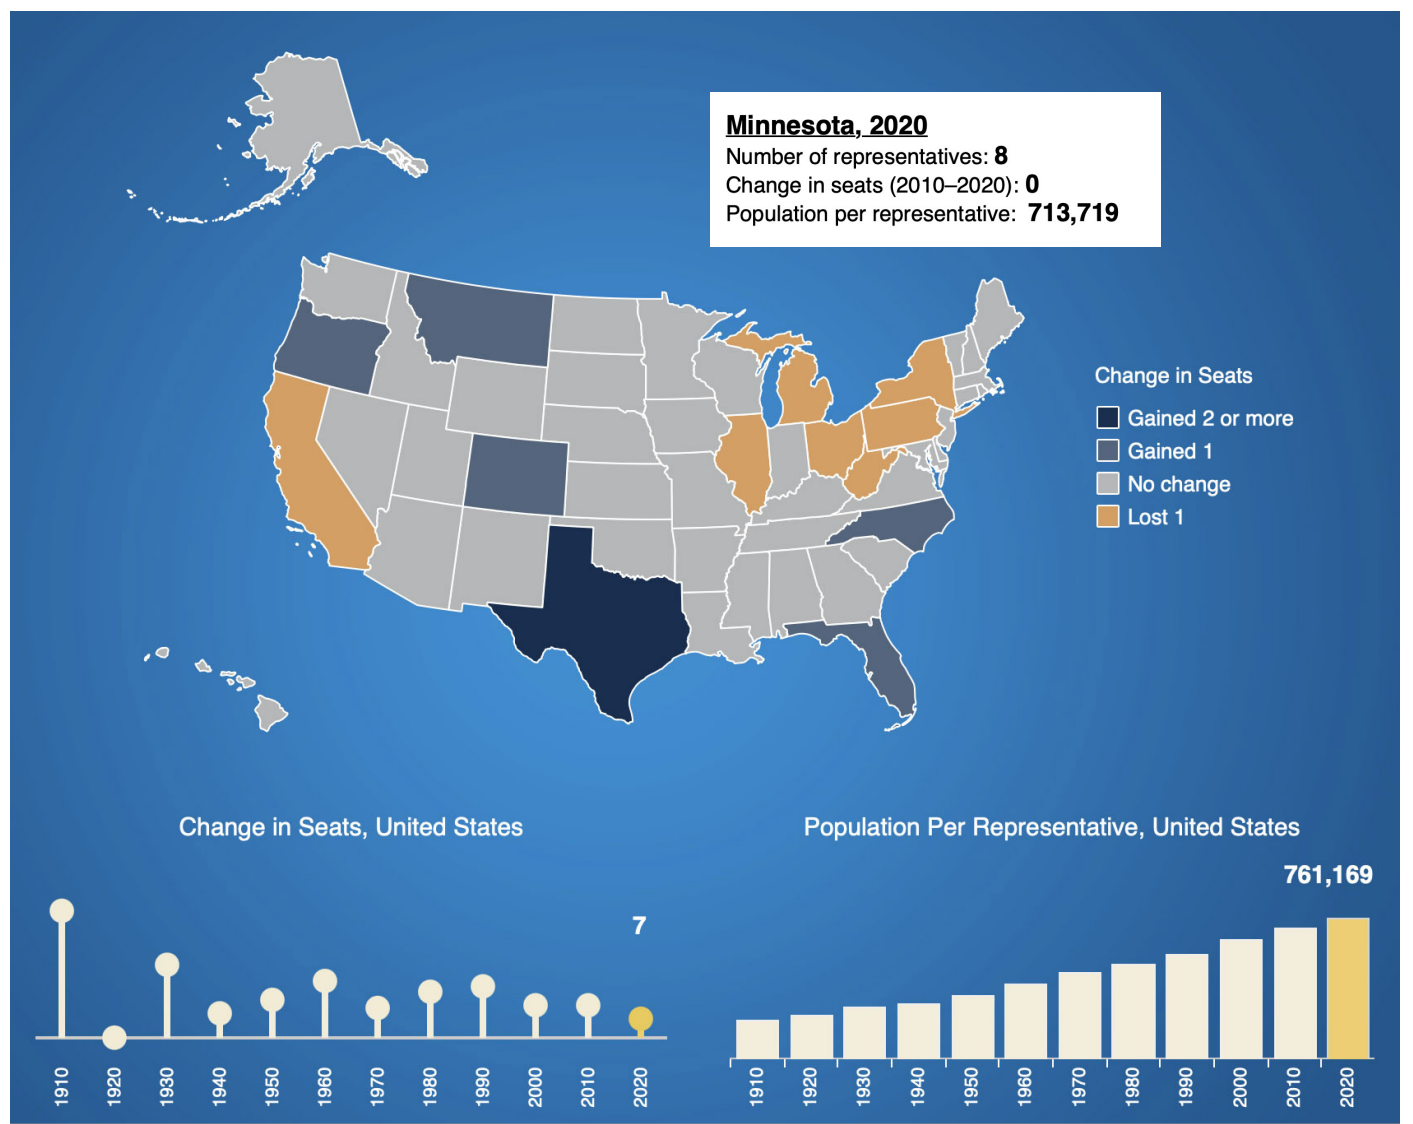 Minnesota, 2020
Number of representatives: 8
Change in seats (2010–2020): 0
Population per representative: 713,719
Change in Seats
Gained 2 or more
Gained 1
No change
Lost 1
Change in Seats, United States
7
1910
1920
1930
1940
1950
1960
1970
1980
1990
2000
2010
2020
Population Per Representative, United States
761,169
1910
1920
1930
1940
1950
1960
1970
1980
1990
2000
2010
2020